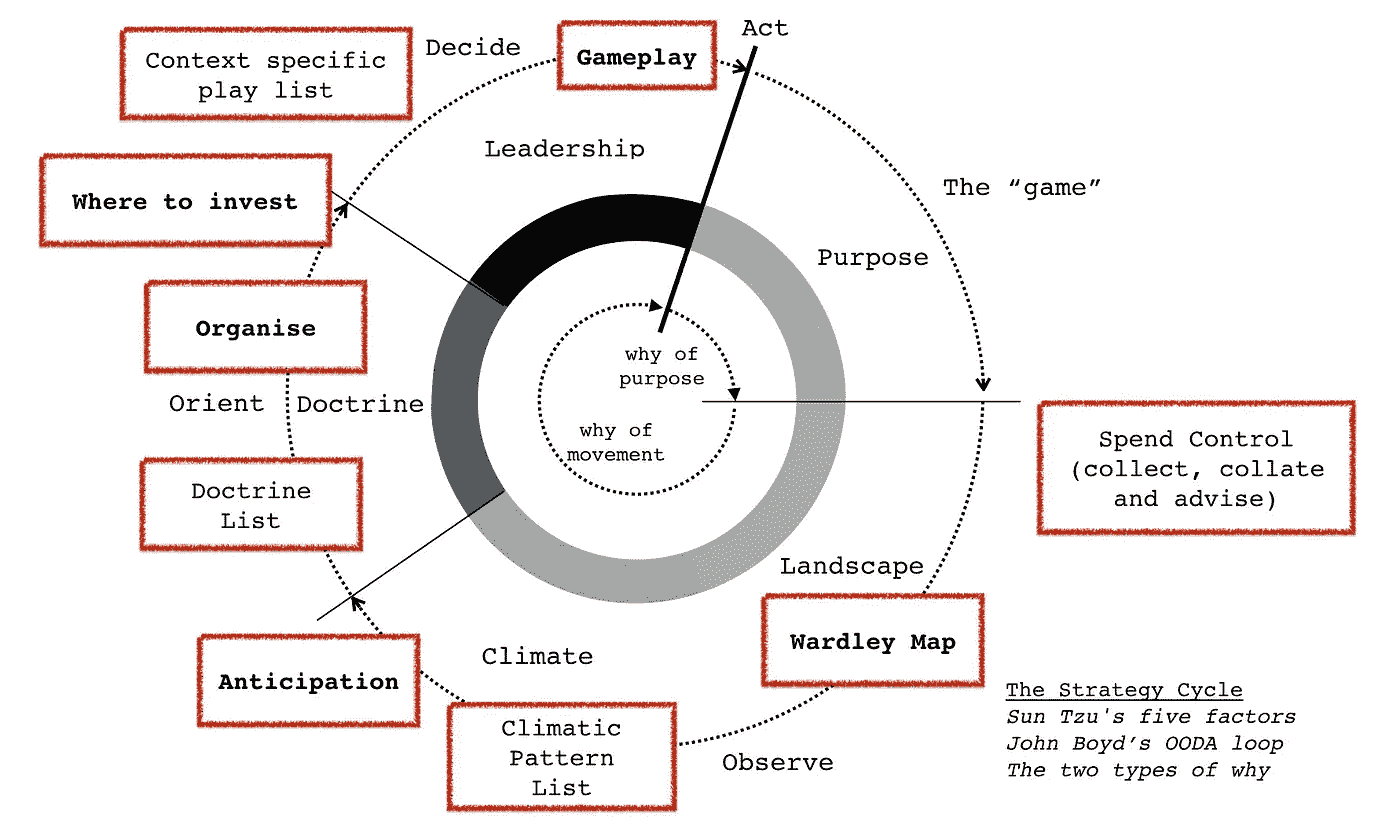 Act
Decide
Gameplay
Context specific
play list
Leadership
The “game”
Where to invest
Purpose
Organise
why of
purpose
Orient
Doctrine
why of
movement
Spend Control
(collect, collate
and advise)
Doctrine
List
Landscape
Wardley Map
Climate
Anticipation
Climatic
Pattern
List
Observe
The Strategy Cycle
Sun Tzu's five factors
John Boyd’s OODA loop
The two types of why